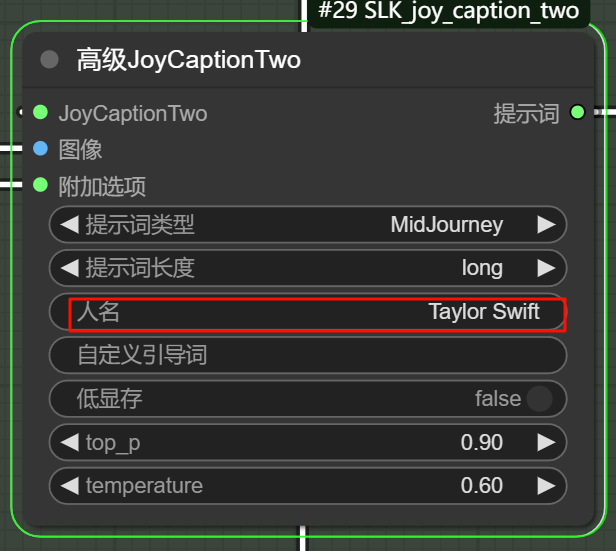 #29 SLK_joy_caption_two
高级JoyCaptionTwo
JoyCaptionTwo 提示词
图像
附加选项
提示词类型 MidJourney
提示词长度 long
人名 Taylor Swift
自定义引导词
低显存 false
top_p 0.90
temperature 0.60